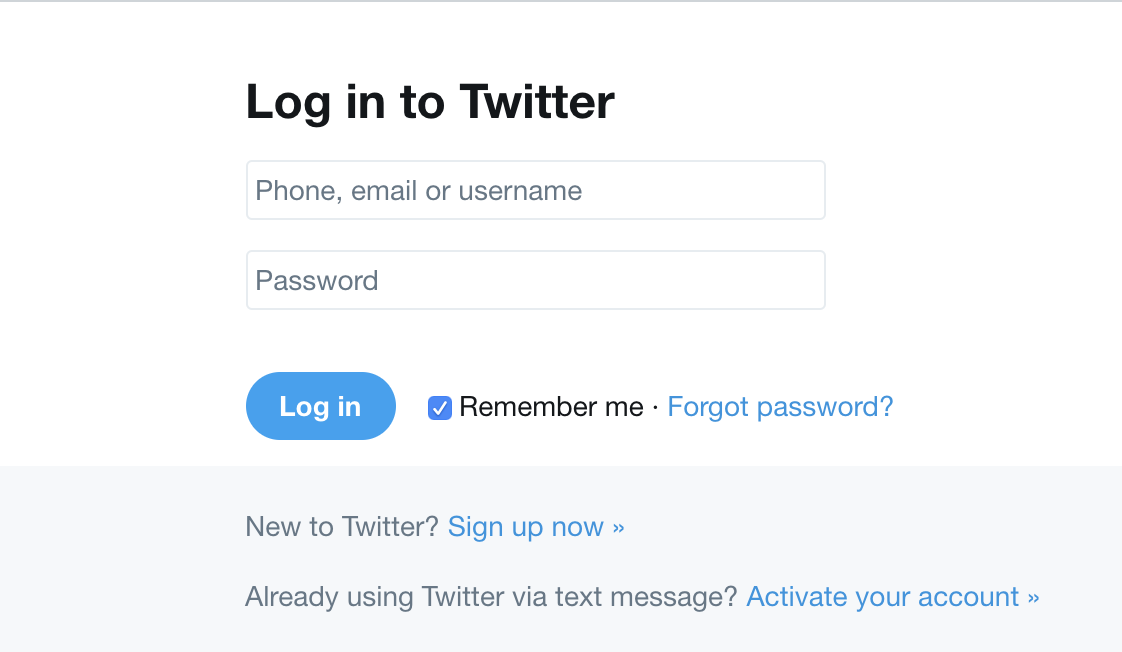 Log in to Twitter
Phone, email or username
Password
Log in Remember me · Forgot password?
New to Twitter? Sign up now »
Already using Twitter via text message? Activate your account »